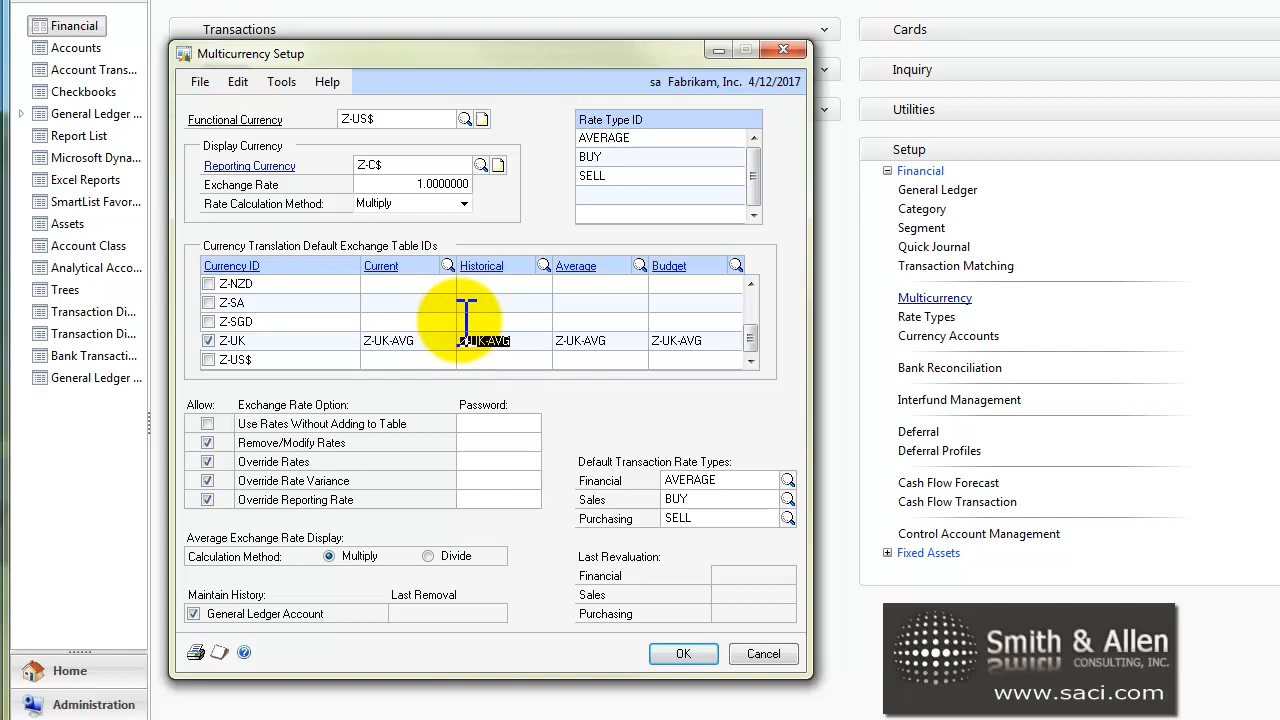 Financial
Accounts
Account Trans...
Checkbooks
General Ledger ...
Report List
Microsoft Dyna...
Excel Reports
SmartList Favor...
Assets
Account Class
Analytical Acco...
Trees
Transaction Di...
Transaction Di...
Bank Transacti...
General Ledger ...
Home
Administration
Transactions
Multicurrency Setup
File Edit Tools Help
sa Fabrikam, Inc. 4/12/2017
Functional Currency Z-US$
Display Currency
Reporting Currency Z-C$
Exchange Rate 1.0000000
Rate Calculation Method: Multiply
Rate Type ID
AVERAGE
BUY
SELL
Currency Translation Default Exchange Table IDs
Currency ID Current Historical Average Budget
Z-NZD
Z-SA
Z-SGD
Z-UK Z-UK-AVG Z-UK-AVG Z-UK-AVG Z-UK-AVG
Z-US$
Allow: Exchange Rate Option: Password:
Use Rates Without Adding to Table
Remove/Modify Rates
Override Rates
Override Rate Variance
Override Reporting Rate
Default Transaction Rate Types:
Financial AVERAGE
Sales BUY
Purchasing SELL
Average Exchange Rate Display:
Calculation Method: Multiply Divide
Last Revaluation:
Financial
Sales
Purchasing
Maintain History: Last Removal
General Ledger Account
OK Cancel
Cards
Inquiry
Utilities
Setup
Financial
General Ledger
Category
Segment
Quick Journal
Transaction Matching
Multicurrency
Rate Types
Currency Accounts
Bank Reconciliation
Interfund Management
Deferral
Deferral Profiles
Cash Flow Forecast
Cash Flow Transaction
Control Account Management
Fixed Assets
Smith & Allen
CONSULTING, INC.
www.saci.com